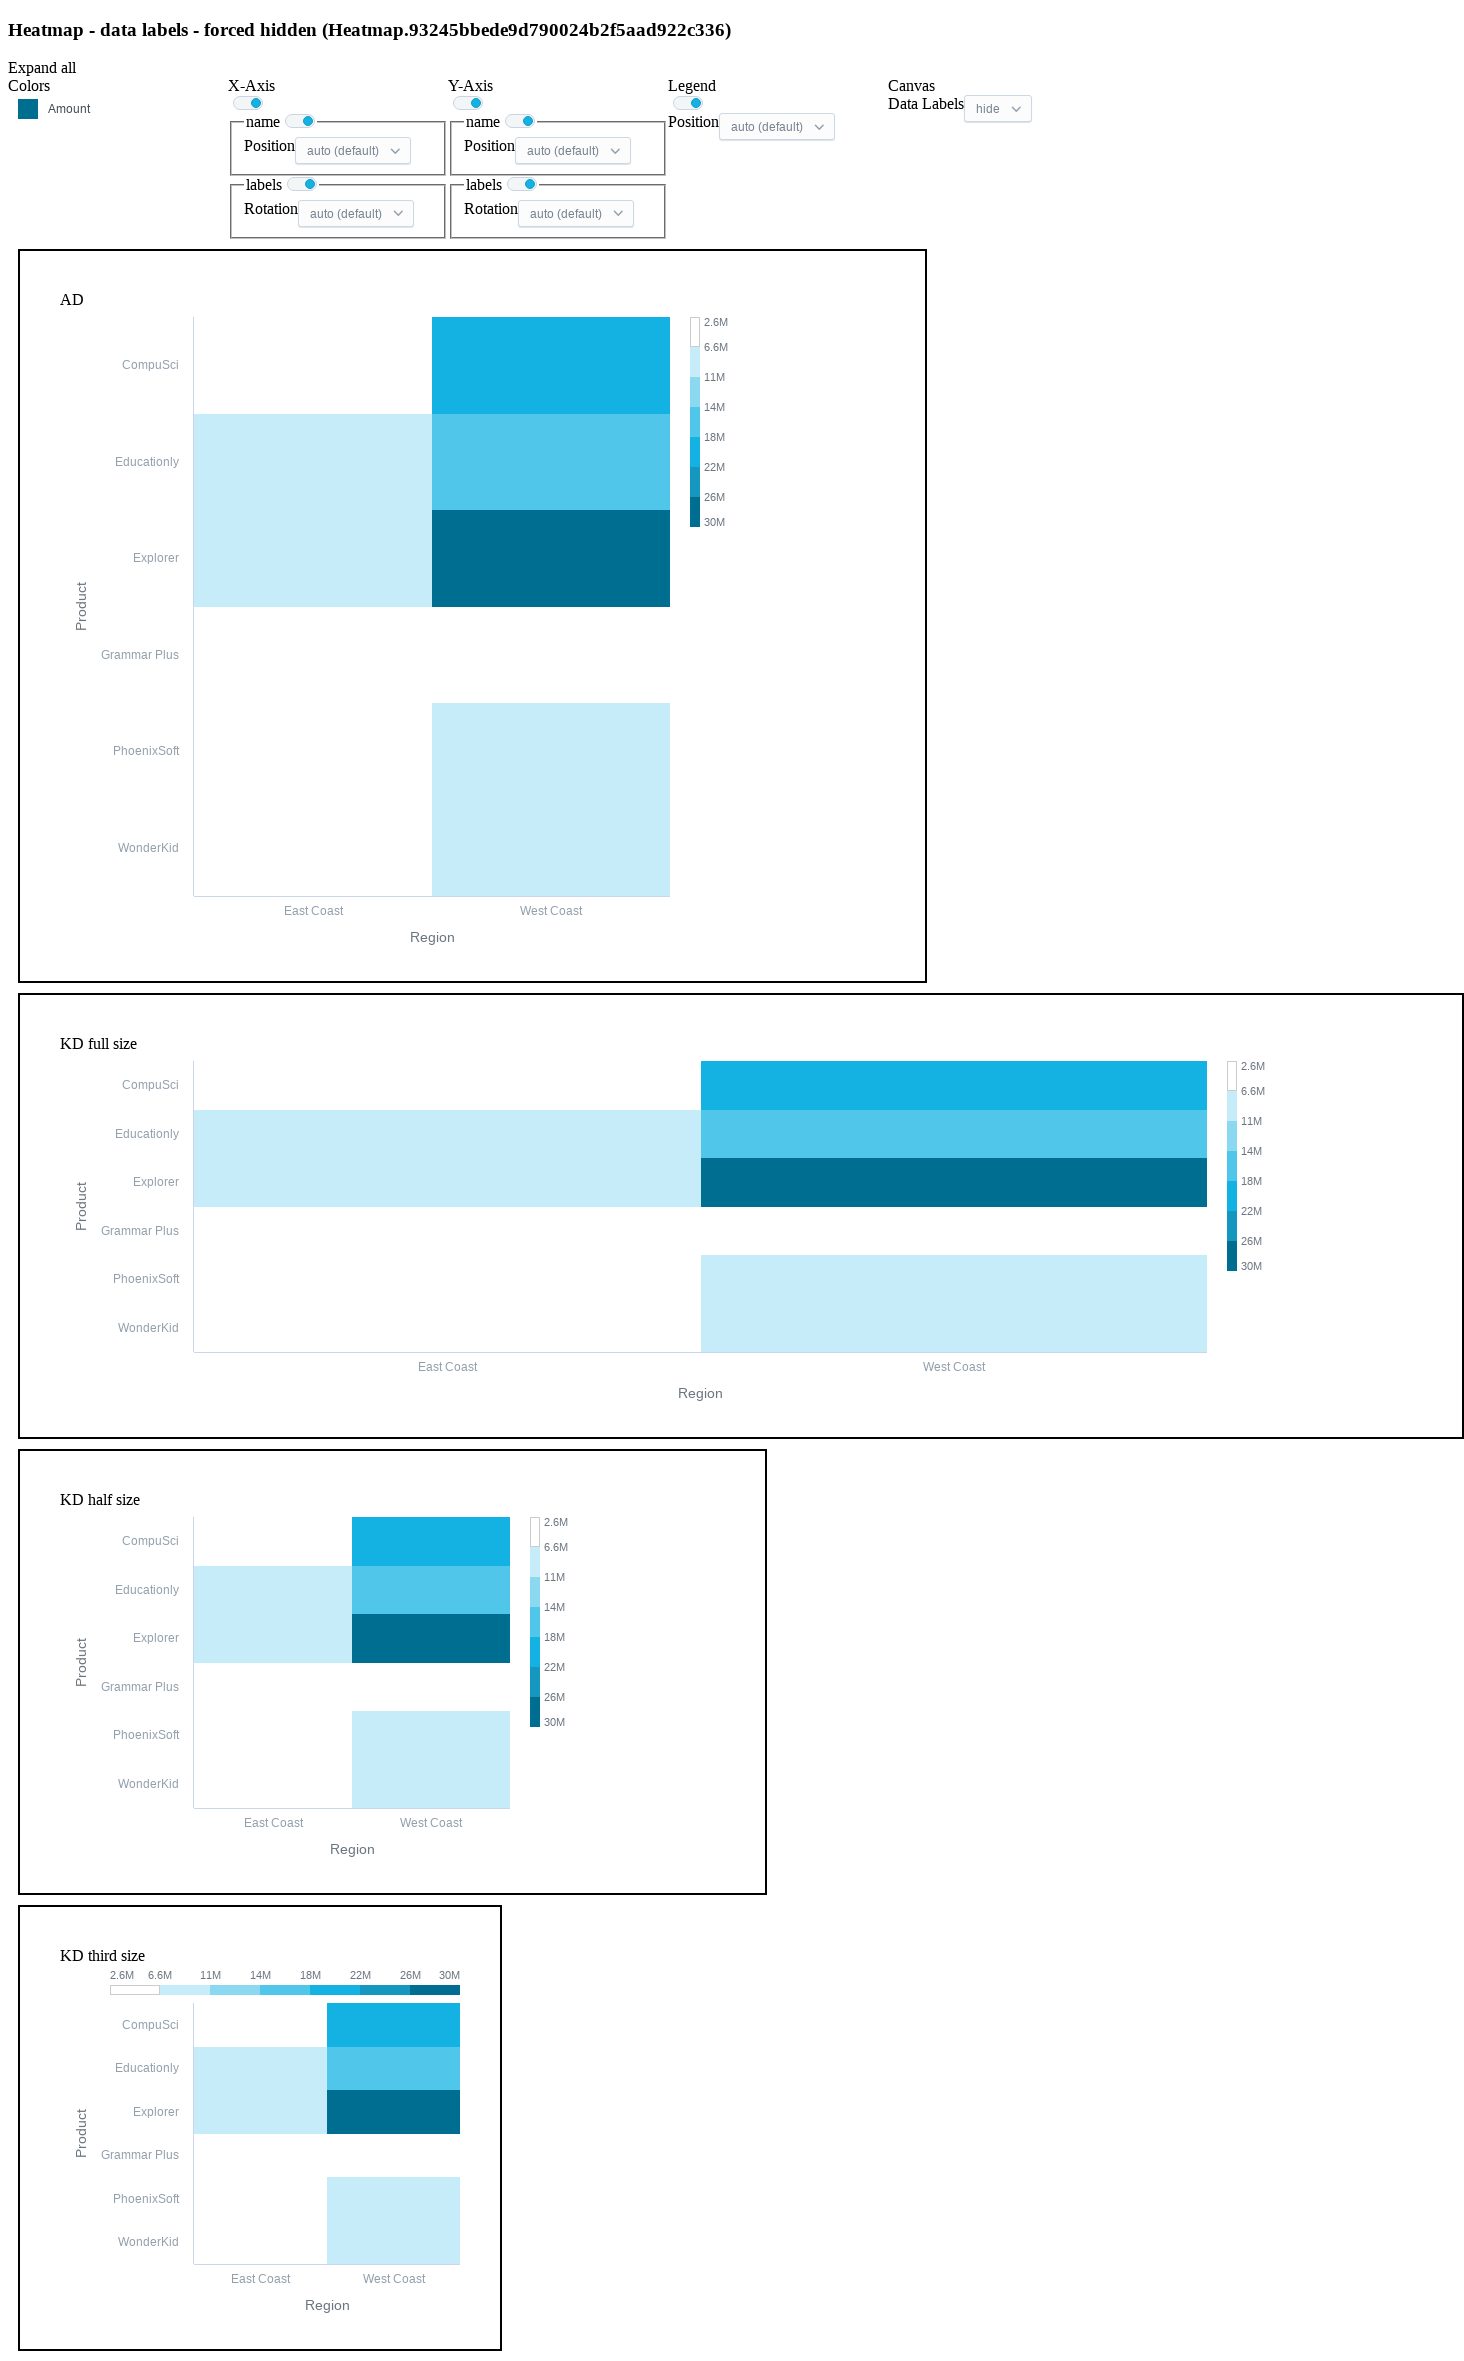 Heatmap - data labels - forced hidden (Heatmap.93245bbede9d790024b2f5aad922c336)
Expand all
Colors
Amount
X-Axis
name
Position auto (default)
labels
Rotation auto (default)
Y-Axis
name
Position auto (default)
labels
Rotation auto (default)
Legend
Position auto (default)
Canvas
Data Labels hide
AD
CompuSci
Educationly
Explorer
Grammar Plus
PhoenixSoft
WonderKid
Product
East Coast West Coast
Region
2.6M
6.6M
11M
14M
18M
22M
26M
30M
KD full size
CompuSci
Educationly
Explorer
Grammar Plus
PhoenixSoft
WonderKid
Product
East Coast West Coast
Region
2.6M
6.6M
11M
14M
18M
22M
26M
30M
KD half size
CompuSci
Educationly
Explorer
Grammar Plus
PhoenixSoft
WonderKid
Product
East Coast West Coast
Region
2.6M
6.6M
11M
14M
18M
22M
26M
30M
KD third size
2.6M 6.6M 11M 14M 18M 22M 26M 30M
CompuSci
Educationly
Explorer
Grammar Plus
PhoenixSoft
WonderKid
Product
East Coast West Coast
Region